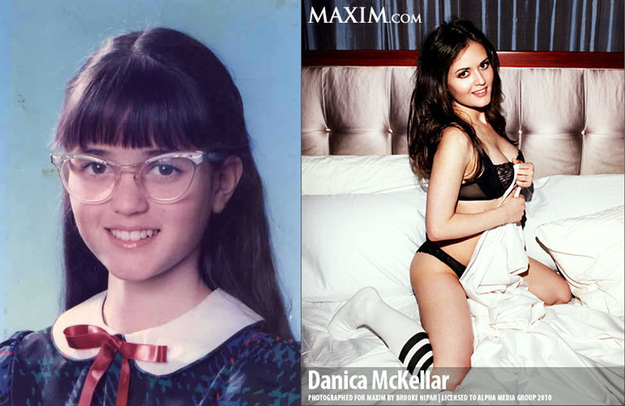 MAXIM.COM
Danica McKellar
PHOTOGRAPHED FOR MAXIM BY BROOKE NIPAR | LICENSED TO ALPHA MEDIA GROUP 2010